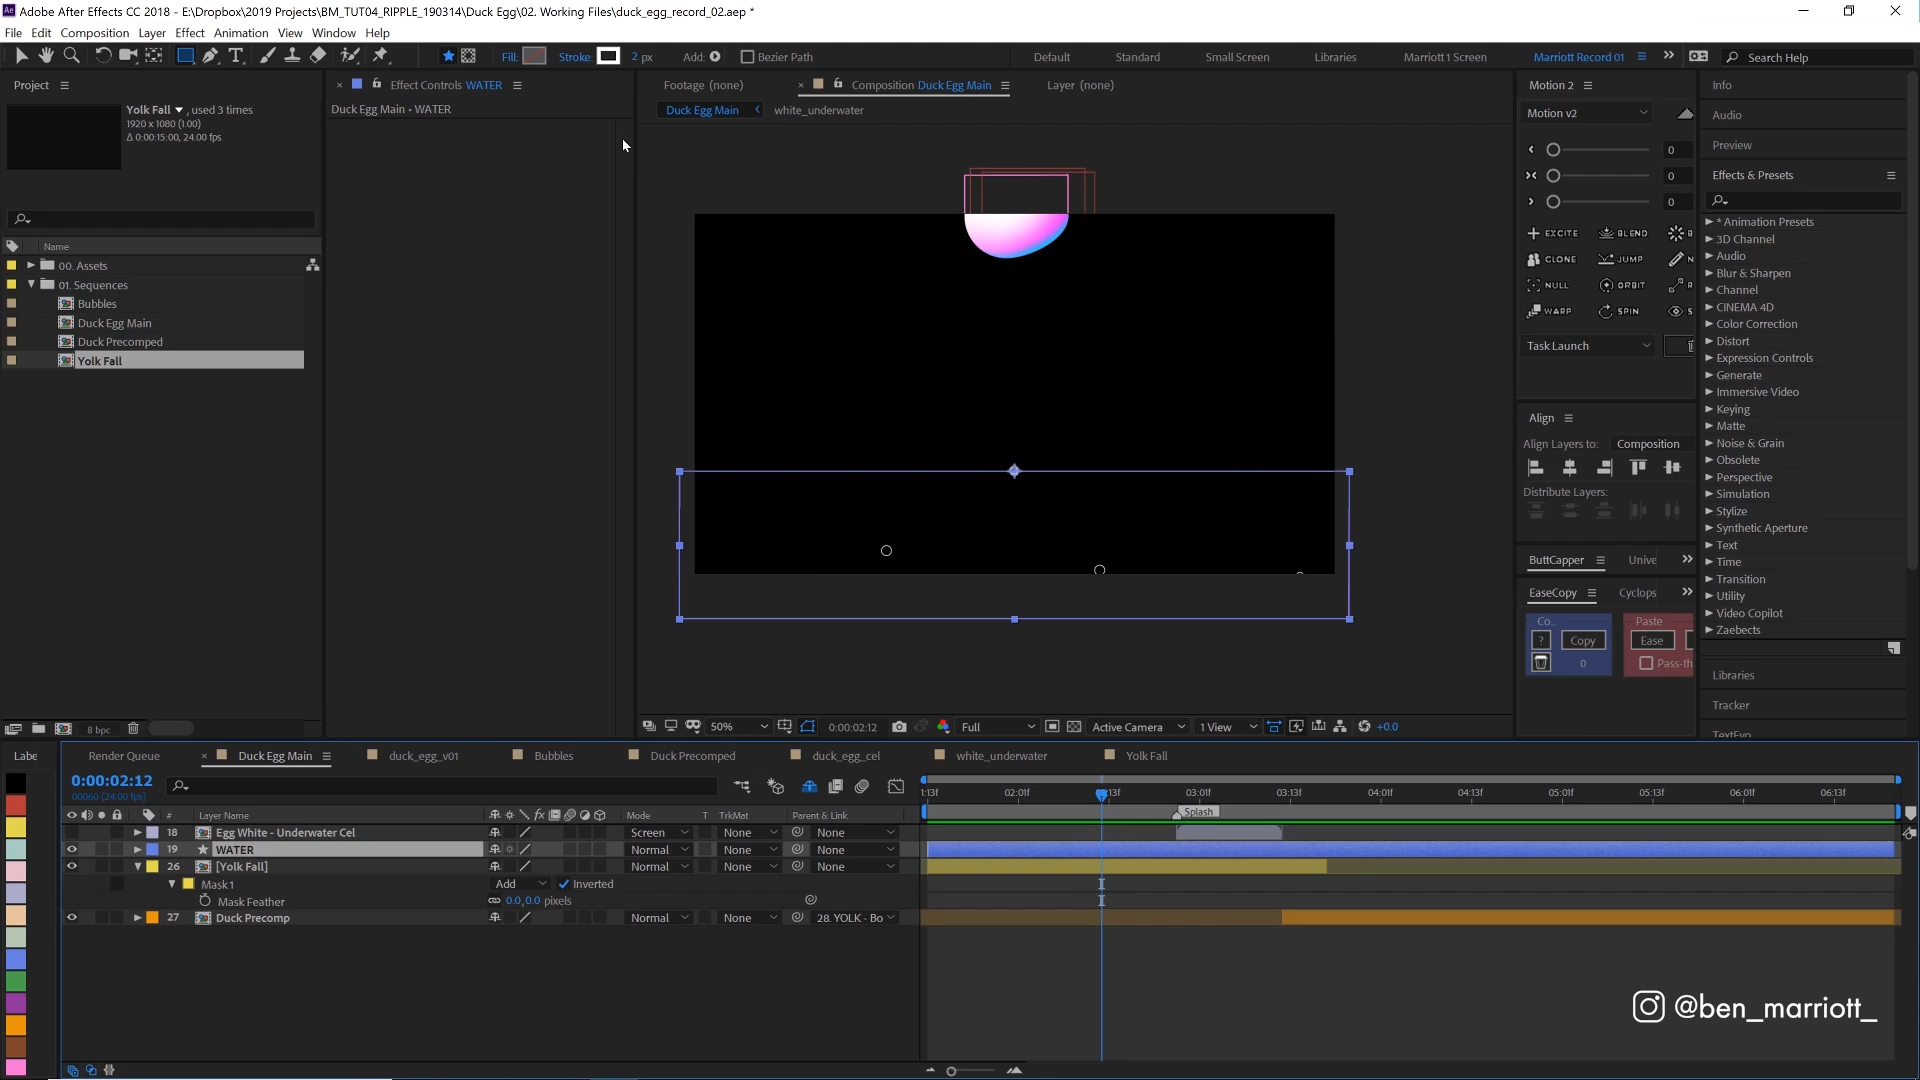 Adobe After Effects CC 2018 - E:\Dropbox\2019 Projects\BM_TUT04_RIPPLE_190314\Duck Egg\02. Working Files\duck_egg_record_02.aep *
File Edit Composition Layer Effect Animation View Window Help
Fill: Stroke: 2 px Add: Bezier Path Default Standard Small Screen Libraries Marriott 1 Screen Marriott Record 01 Search Help
Project
Effect Controls WATER
Footage (none) Composition Duck Egg Main Layer (none)
Motion 2
Info
Yolk Fall , used 3 times
1920 x 1080 (1.00)
Δ 0:00:15:00, 24.00 fps
Duck Egg Main • WATER
Duck Egg Main white_underwater
Motion v2
Audio
Preview
Effects & Presets
0
0
0
EXCITE BLEND B
CLONE JUMP N
NULL ORBIT R
WARP SPIN S
Task Launch
* Animation Presets
3D Channel
Audio
Blur & Sharpen
Channel
CINEMA 4D
Color Correction
Distort
Expression Controls
Generate
Immersive Video
Keying
Matte
Noise & Grain
Obsolete
Perspective
Simulation
Stylize
Synthetic Aperture
Text
Time
Transition
Utility
Video Copilot
Zaebects
Name
00. Assets
01. Sequences
Bubbles
Duck Egg Main
Duck Precomped
Yolk Fall
Align
Align Layers to: Composition
Distribute Layers:
ButtCapper Unive
EaseCopy Cyclops
Co... Paste
? Copy Ease
0 Pass-th
Libraries
Tracker
TextEvo
8 bpc
50% 0:00:02:12 Full Active Camera 1 View +0.0
Labe
Render Queue Duck Egg Main duck_egg_v01 Bubbles Duck Precomped duck_egg_cel white_underwater Yolk Fall
0:00:02:12
00060 (24.00 fps)
1:13f 02:01f :13f 03:01f 03:13f 04:01f 04:13f 05:01f 05:13f 06:01f 06:13f
# Layer Name Mode T TrkMat Parent & Link
Splash
18 Egg White - Underwater Cel Screen None None
19 WATER Normal None None
26 [Yolk Fall] Normal None None
Mask 1 Add Inverted
Mask Feather 0.0,0.0 pixels
27 Duck Precomp Normal None 28. YOLK - Bo
@ben_marriott_